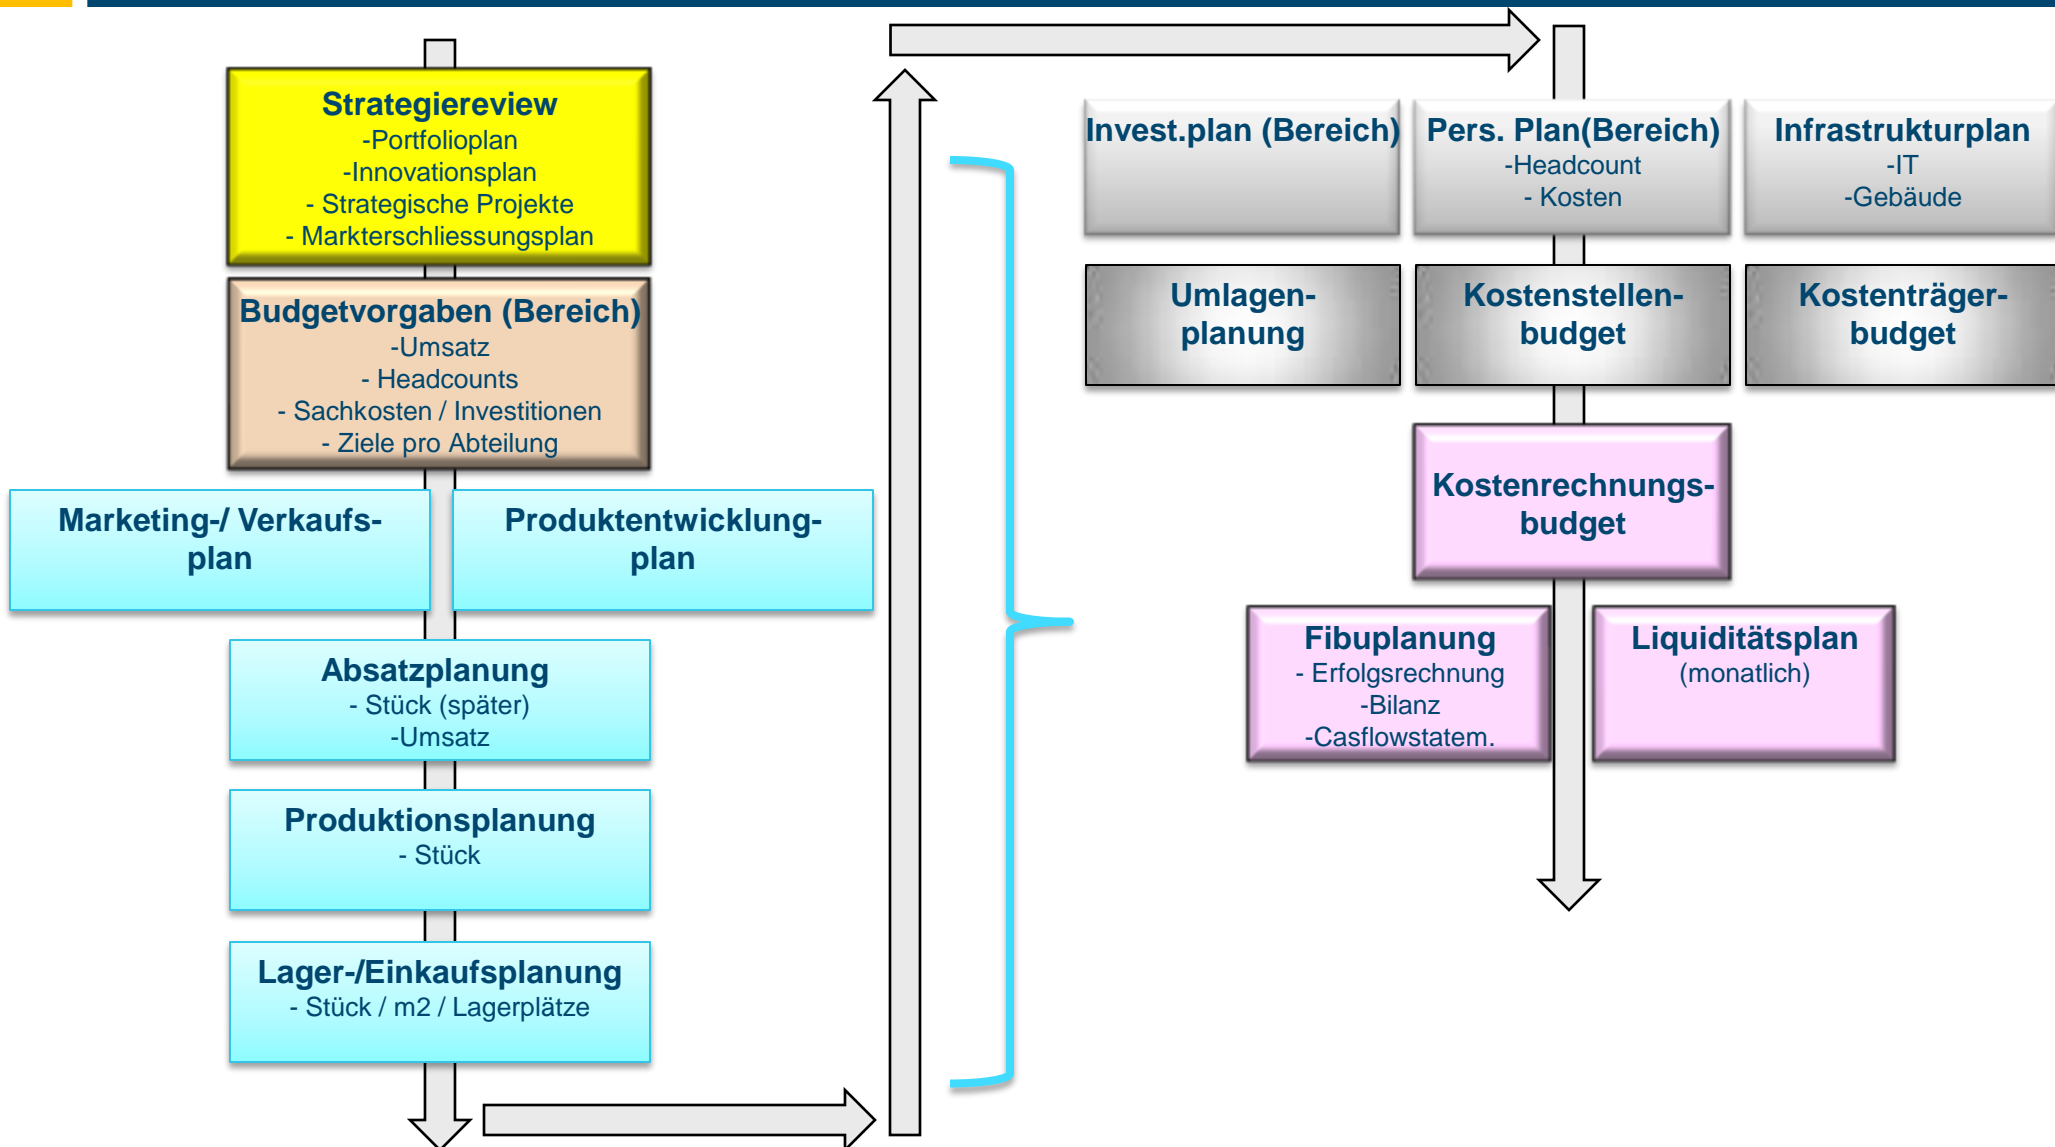 Strategiereview
-Portfolioplan
-Innovationsplan
- Strategische Projekte
- Markterschliessungsplan
Budgetvorgaben (Bereich)
-Umsatz
- Headcounts
- Sachkosten / Investitionen
- Ziele pro Abteilung
Marketing-/ Verkaufs-
plan
Produktentwicklung-
plan
Absatzplanung
- Stück (später)
-Umsatz
Produktionsplanung
- Stück
Lager-/Einkaufsplanung
- Stück / m2 / Lagerplätze
Invest.plan (Bereich)
Pers. Plan(Bereich)
-Headcount
- Kosten
Infrastrukturplan
-IT
-Gebäude
Umlagen-
planung
Kostenstellen-
budget
Kostenträger-
budget
Kostenrechnungs-
budget
Fibuplanung
- Erfolgsrechnung
-Bilanz
-Casflowstatem.
Liquiditätsplan
(monatlich)